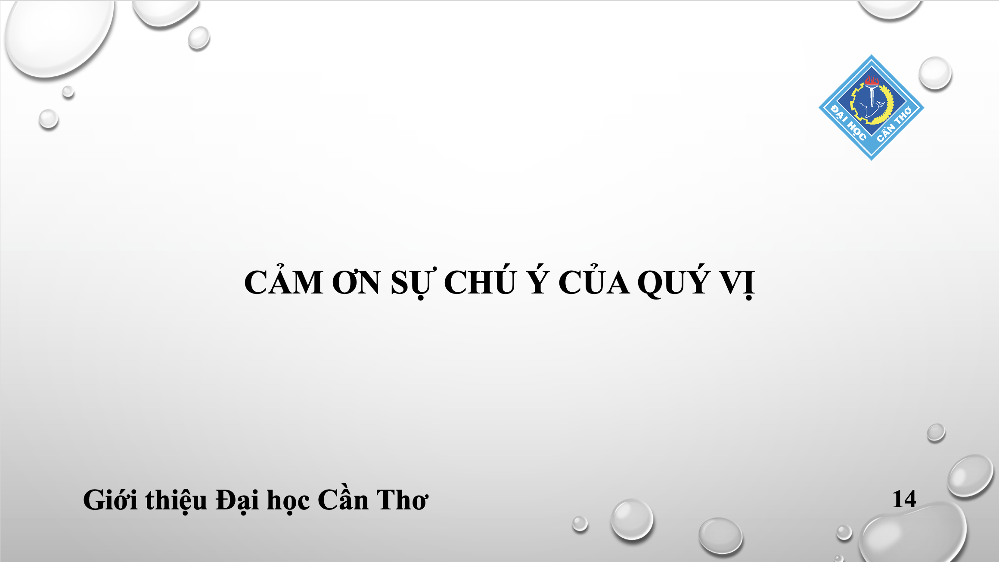 ĐẠI HỌC CẦN THƠ
CẢM ƠN SỰ CHÚ Ý CỦA QUÝ VỊ
Giới thiệu Đại học Cần Thơ
14